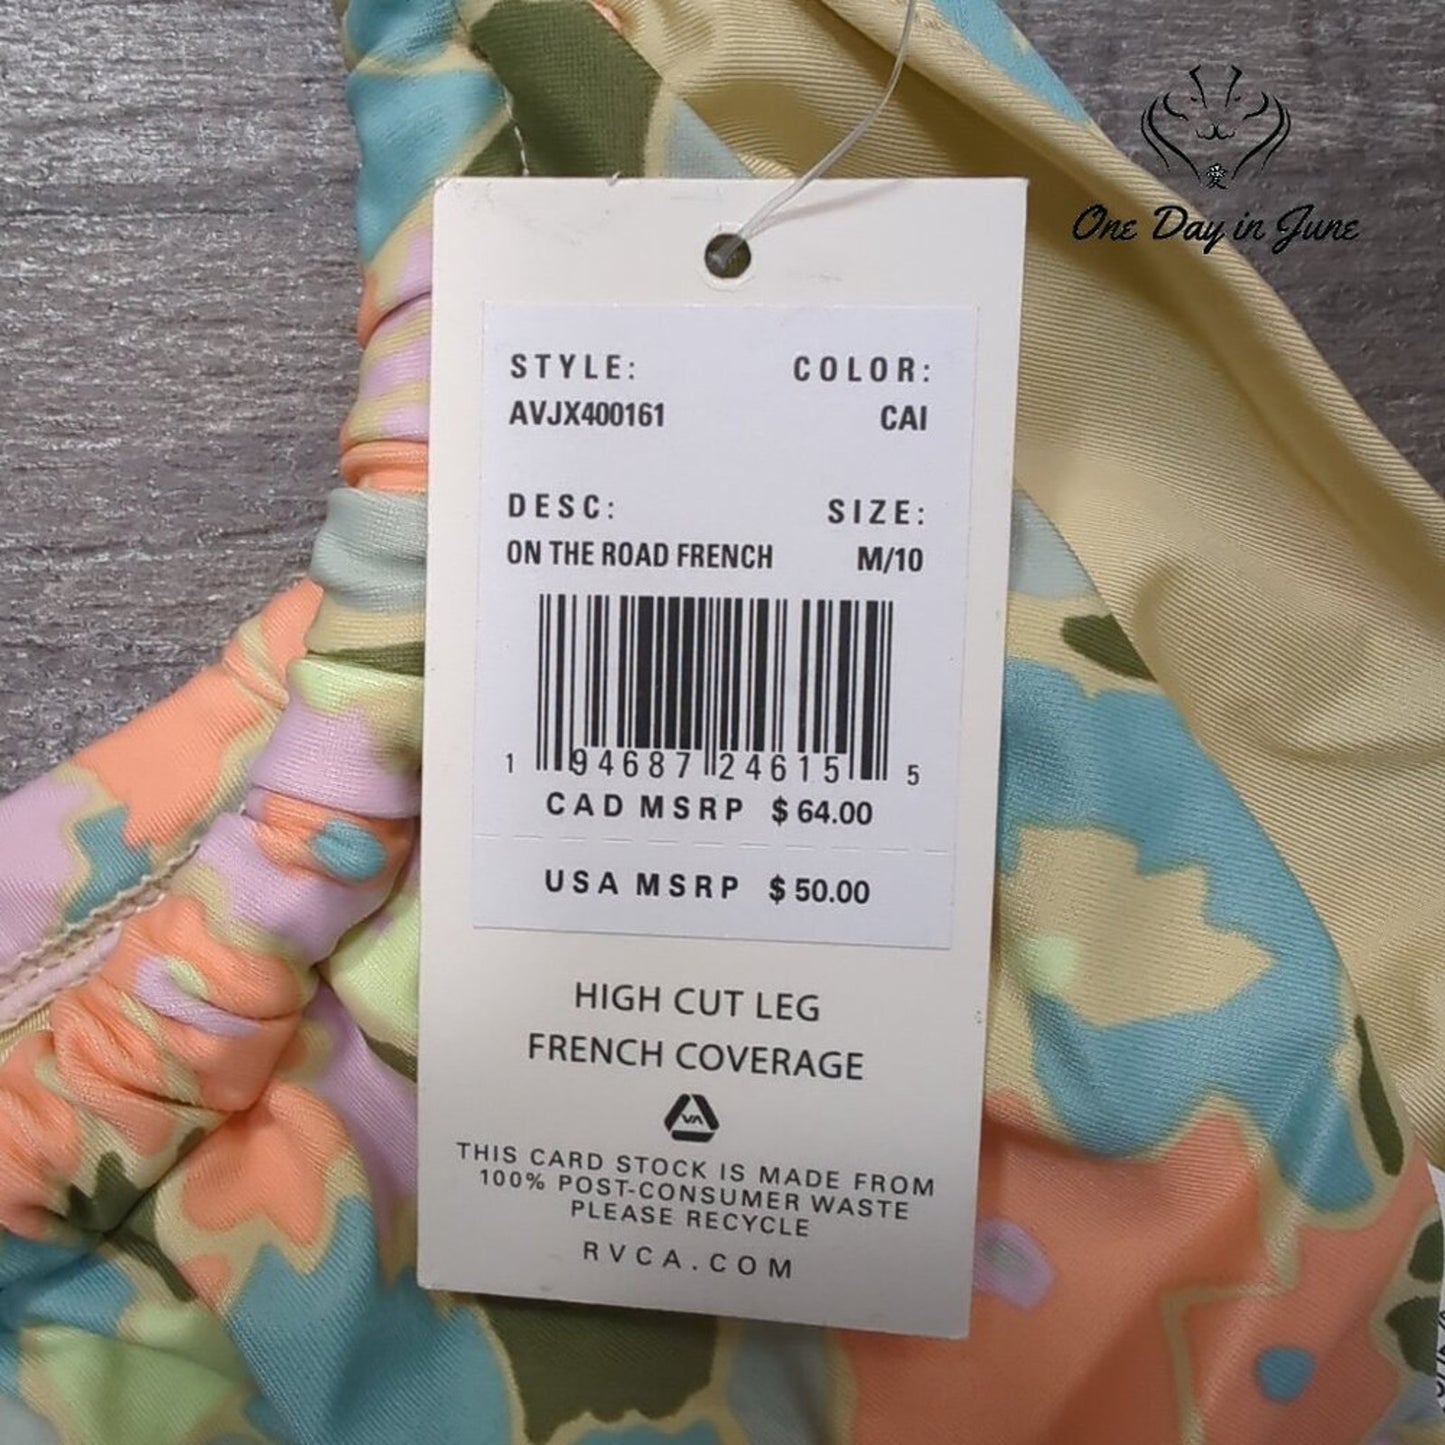 愛
One Day in June
STYLE: COLOR:
AVJX400161 CAI
DESC: SIZE:
ON THE ROAD FRENCH M/10
1 94687 24615 5
CAD MSRP $ 64.00
USA MSRP $ 50.00
HIGH CUT LEG
FRENCH COVERAGE
VA
THIS CARD STOCK IS MADE FROM
100% POST-CONSUMER WASTE
PLEASE RECYCLE
RVCA.COM